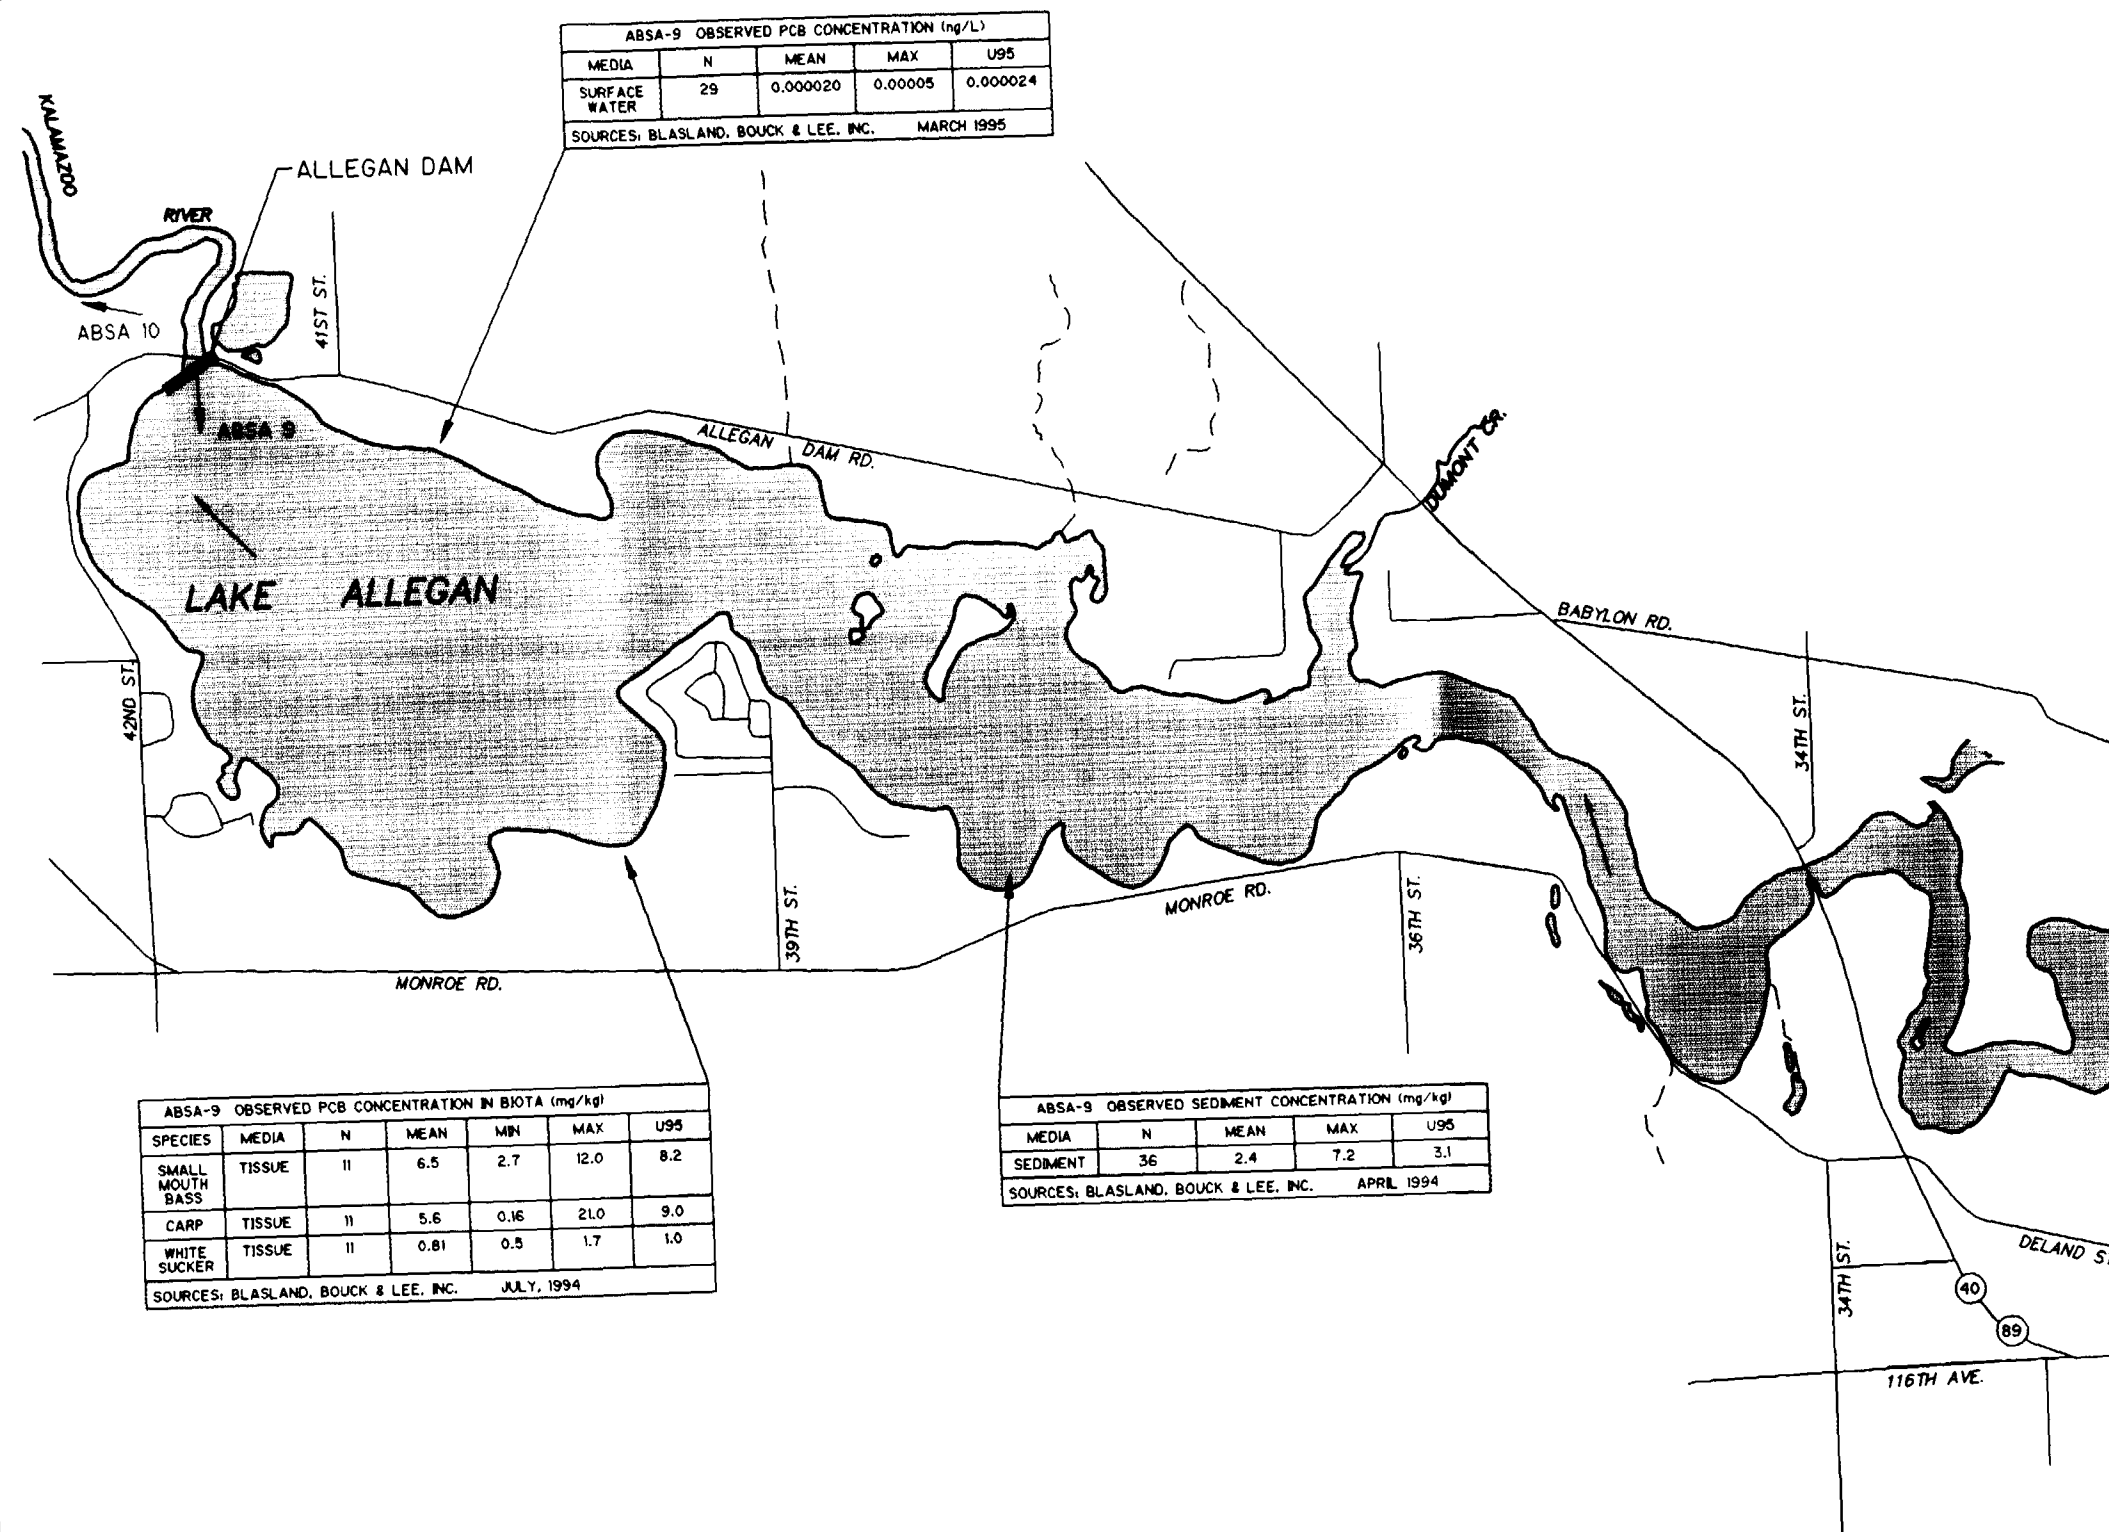 ABSA-9 OBSERVED PCB CONCENTRATION (ng/L)
MEDIA N MEAN MAX U95
SURFACE WATER 29 0.000020 0.00005 0.000024
SOURCES: BLASLAND, BOUCK & LEE, INC. MARCH 1995
KALAMAZOO
RIVER
ALLEGAN DAM
41ST ST.
ABSA 10
ABSA 9
ALLEGAN DAM RD.
DUMONT CR.
LAKE ALLEGAN
BABYLON RD.
42ND ST.
34TH ST.
39TH ST.
MONROE RD.
36TH ST.
MONROE RD.
ABSA-9 OBSERVED PCB CONCENTRATION IN BIOTA (mg/kg)
SPECIES MEDIA N MEAN MIN MAX U95
SMALL MOUTH BASS TISSUE 11 6.5 2.7 12.0 8.2
CARP TISSUE 11 5.6 0.16 21.0 9.0
WHITE SUCKER TISSUE 11 0.81 0.5 1.7 1.0
SOURCES: BLASLAND, BOUCK & LEE, INC. JULY, 1994
ABSA-9 OBSERVED SEDIMENT CONCENTRATION (mg/kg)
MEDIA N MEAN MAX U95
SEDIMENT 36 2.4 7.2 3.1
SOURCES: BLASLAND, BOUCK & LEE, INC. APRIL 1994
DELAND S
34TH ST.
40
89
116TH AVE.